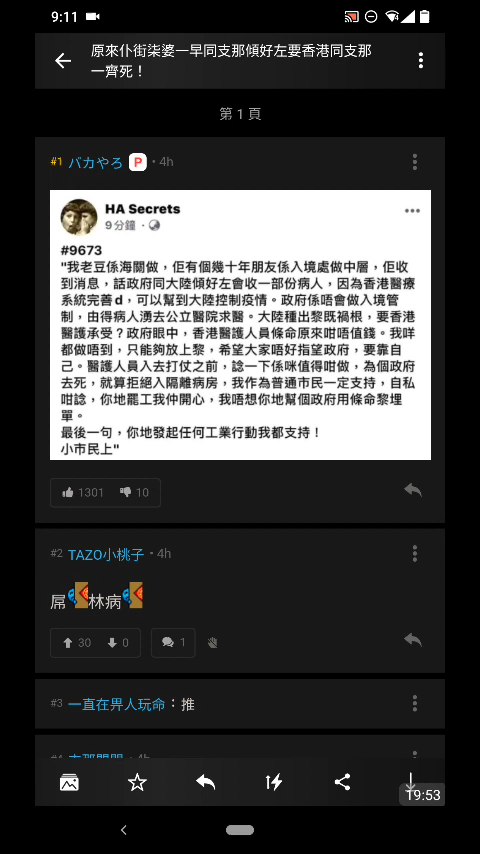 9:11
原來仆街柒婆一早同支那傾好左要香港同支那
一齊死！
第 1 頁
#1 バカやろ P • 4h
HA Secrets
9分鐘
#9673
"我老豆係海關做，佢有個幾十年朋友係入境處做中層，佢收
到消息，話政府同大陸傾好左會收一部份病人，因為香港醫療
系統完善d，可以幫到大陸控制疫情。政府係唔會做入境管
制，由得病人湧去公立醫院求醫。大陸種出黎既禍根，要香港
醫護承受？政府眼中，香港醫護人員條命原來咁唔值錢。我咩
都做唔到，只能夠放上黎，希望大家唔好指望政府，要靠自
己。醫護人員入去打仗之前，諗一下係咪值得咁做，為個政府
去死，就算拒絕入隔離病房，我作為普通市民一定支持，自私
咁諗，你地罷工我仲開心，我唔想你地幫個政府用條命黎埋
單。
最後一句，你地發起任何工業行動我都支持！
小市民上"
1301 10
#2 TAZO小桃子 • 4h
屌 林病
30 0 1
#3 一直在畀人玩命：推
19:53